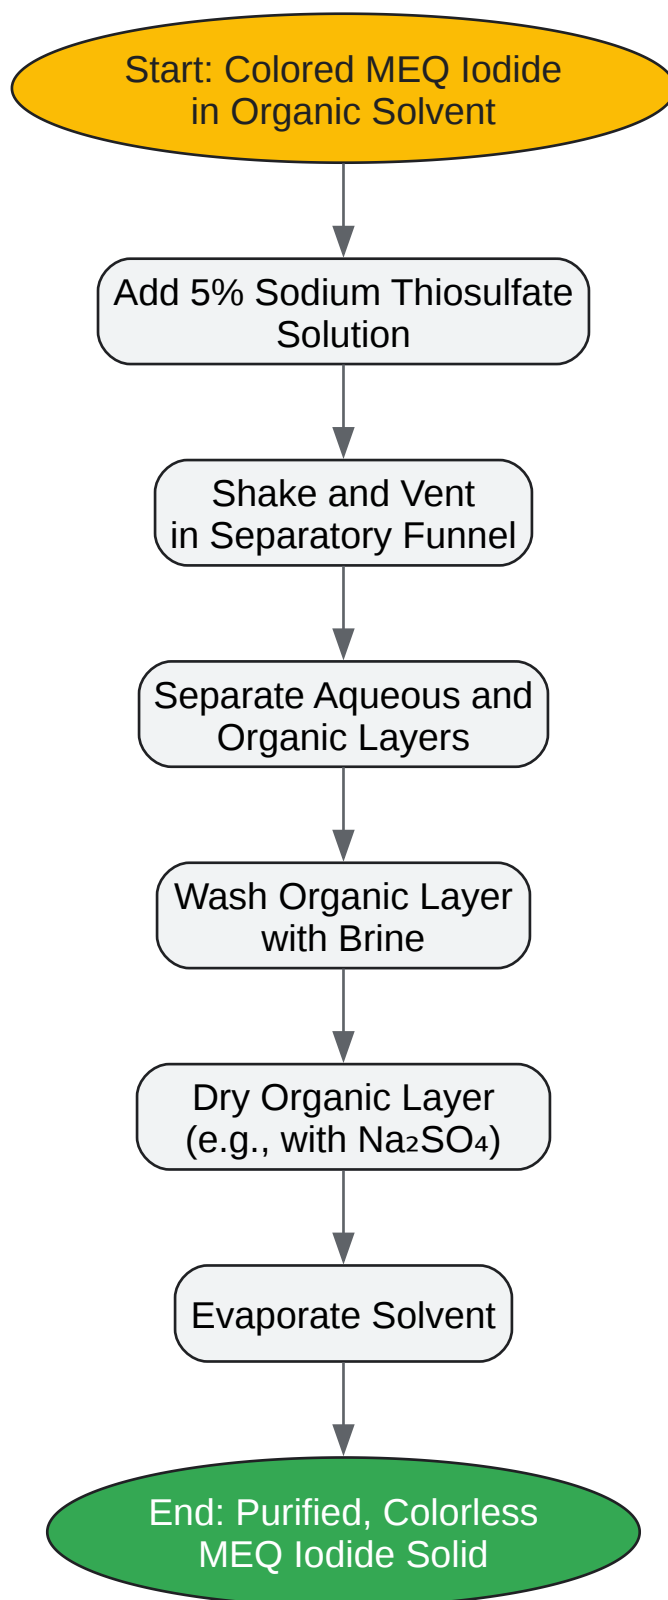 Start: Colored MEQ Iodide
in Organic Solvent
Add 5% Sodium Thiosulfate
Solution
Shake and Vent
in Separatory Funnel
Separate Aqueous and
Organic Layers
Wash Organic Layer
with Brine
Dry Organic Layer
(e.g., with Na₂SO₄)
Evaporate Solvent
End: Purified, Colorless
MEQ Iodide Solid